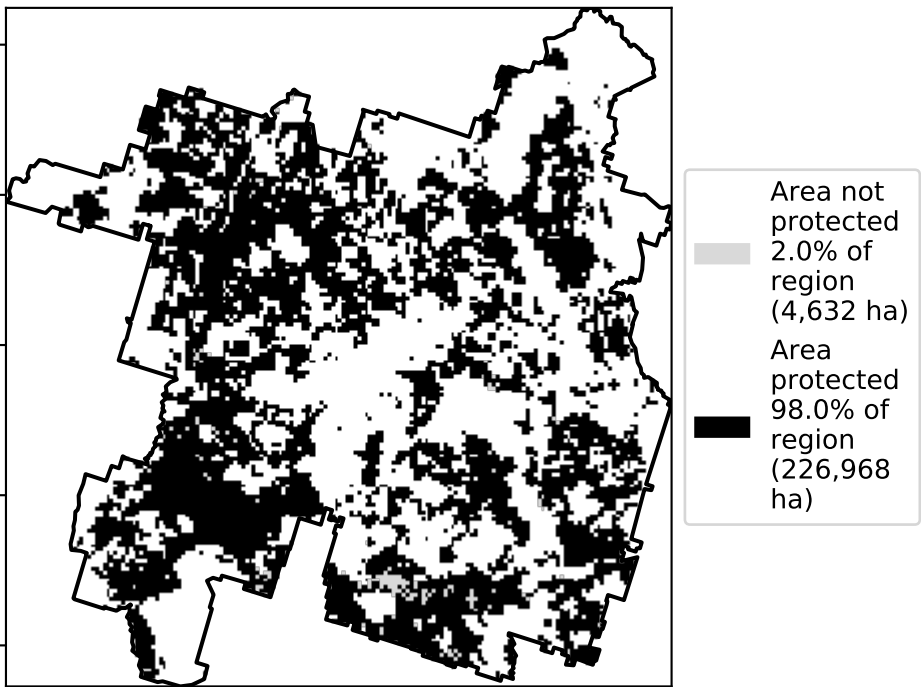 Area not
protected
2.0% of
region
(4,632 ha)
Area
protected
98.0% of
region
(226,968
ha)